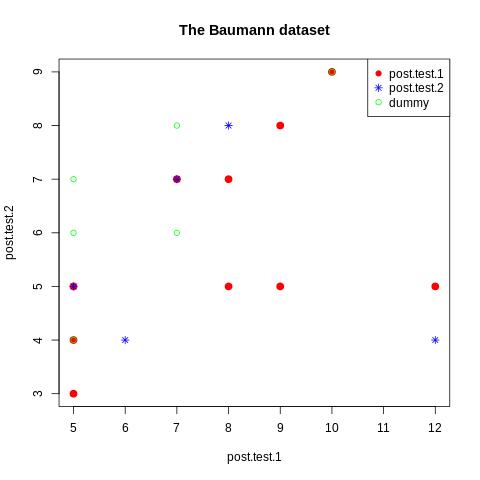 The Baumann dataset
post.test.1
post.test.2
dummy
post.test.2
9
8
7
6
5
4
3
5 6 7 8 9 10 11 12
post.test.1